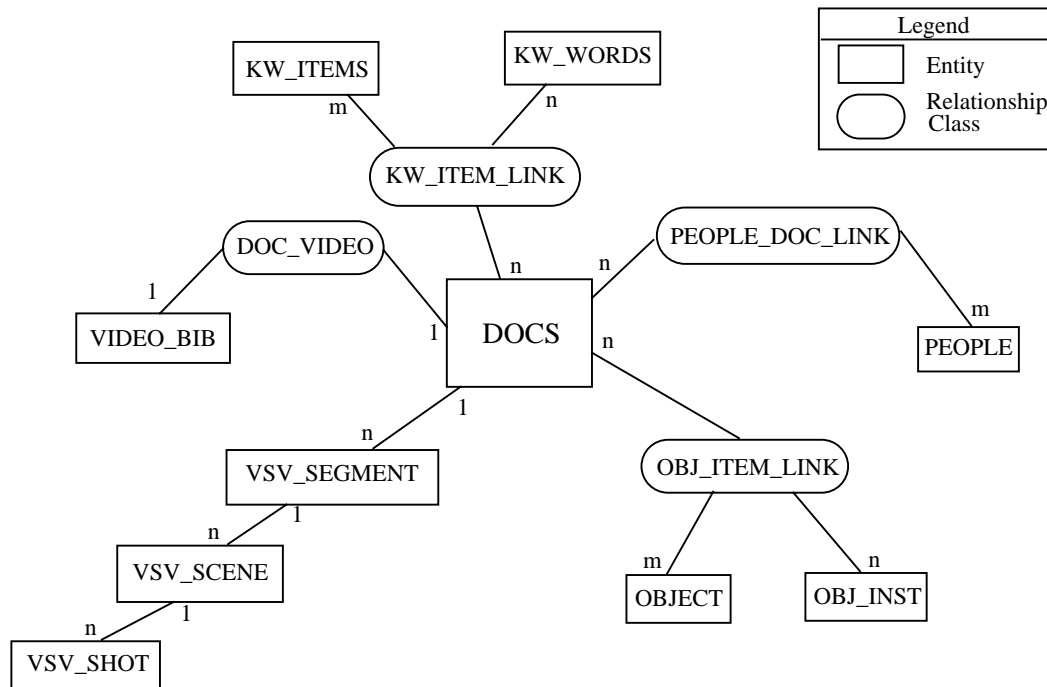 Legend
Entity
Relationship
Class
KW_ITEMS
KW_WORDS
m
n
KW_ITEM_LINK
DOC_VIDEO
PEOPLE_DOC_LINK
n
n
1
m
VIDEO_BIB
1
DOCS
n
PEOPLE
1
n
VSV_SEGMENT
OBJ_ITEM_LINK
1
n
VSV_SCENE
m
n
OBJECT
OBJ_INST
1
n
VSV_SHOT